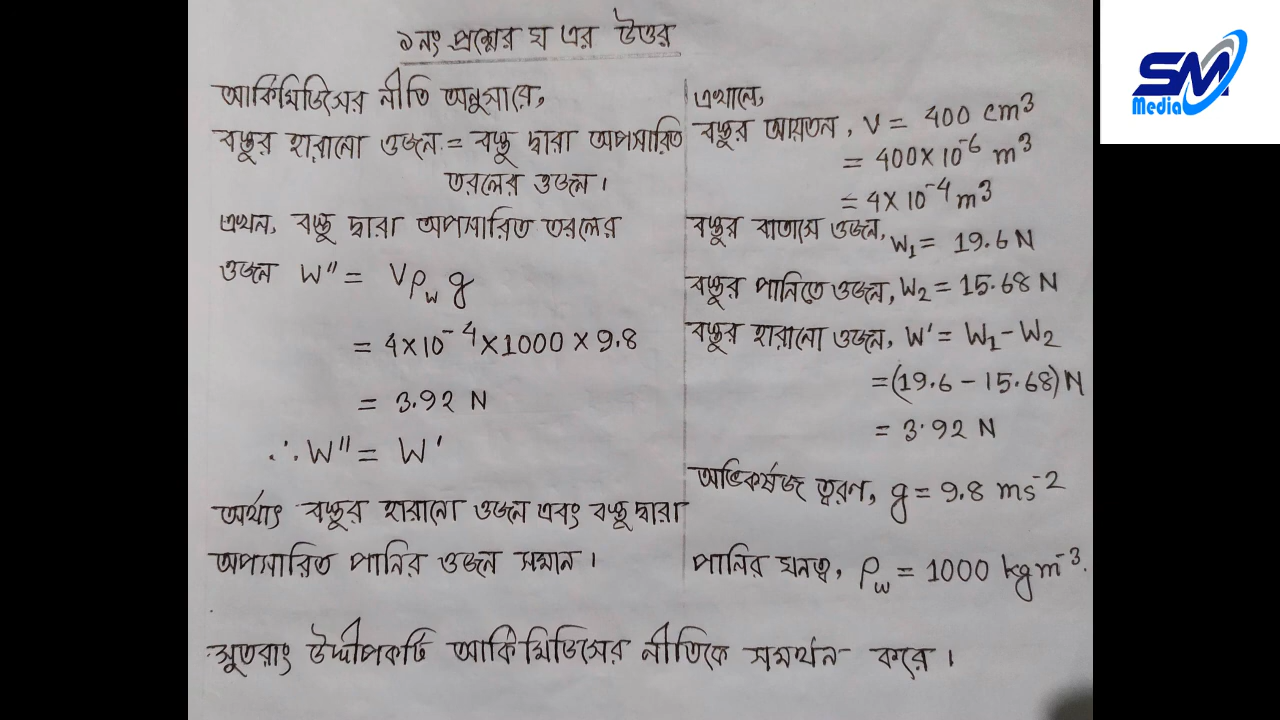 ১নং প্রশ্নের ঘ এর উত্তর
আর্কিমিডিসের নীতি অনুসারে,
বস্তুর হারানো ওজন = বস্তু দ্বারা অপসারিত
তরলের ওজন।
এখন, বস্তু দ্বারা অপসারিত তরলের
ওজন W″ = Vρ_w g
= 4×10⁻⁴×1000×9.8
= 3.92 N
∴ W″ = W′
অর্থাৎ বস্তুর হারানো ওজন এবং বস্তু দ্বারা
অপসারিত পানির ওজন সমান।
এখানে,
বস্তুর আয়তন, V = 400 cm³
= 400×10⁻⁶ m³
= 4×10⁻⁴ m³
বস্তুর বাতাসে ওজন, W₁ = 19.6 N
বস্তুর পানিতে ওজন, W₂ = 15.68 N
বস্তুর হারানো ওজন, W′ = W₁ - W₂
= (19.6 - 15.68) N
= 3.92 N
অভিকর্ষজ ত্বরণ, g = 9.8 ms⁻²
পানির ঘনত্ব, ρ_w = 1000 kgm⁻³.
সুতরাং উদ্দীপকটি আর্কিমিডিসের নীতিকে সমর্থন করে।
SM
Media